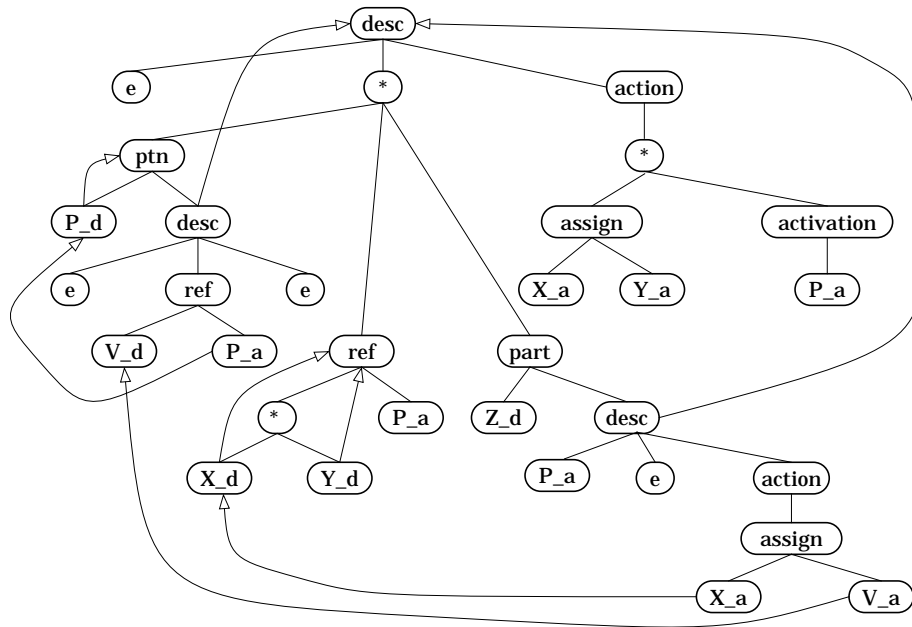 desc
e
*
action
ptn
*
P_d
desc
assign
activation
e
ref
e
X_a
Y_a
P_a
V_d
P_a
ref
part
*
P_a
Z_d
desc
X_d
Y_d
P_a
e
action
assign
X_a
V_a